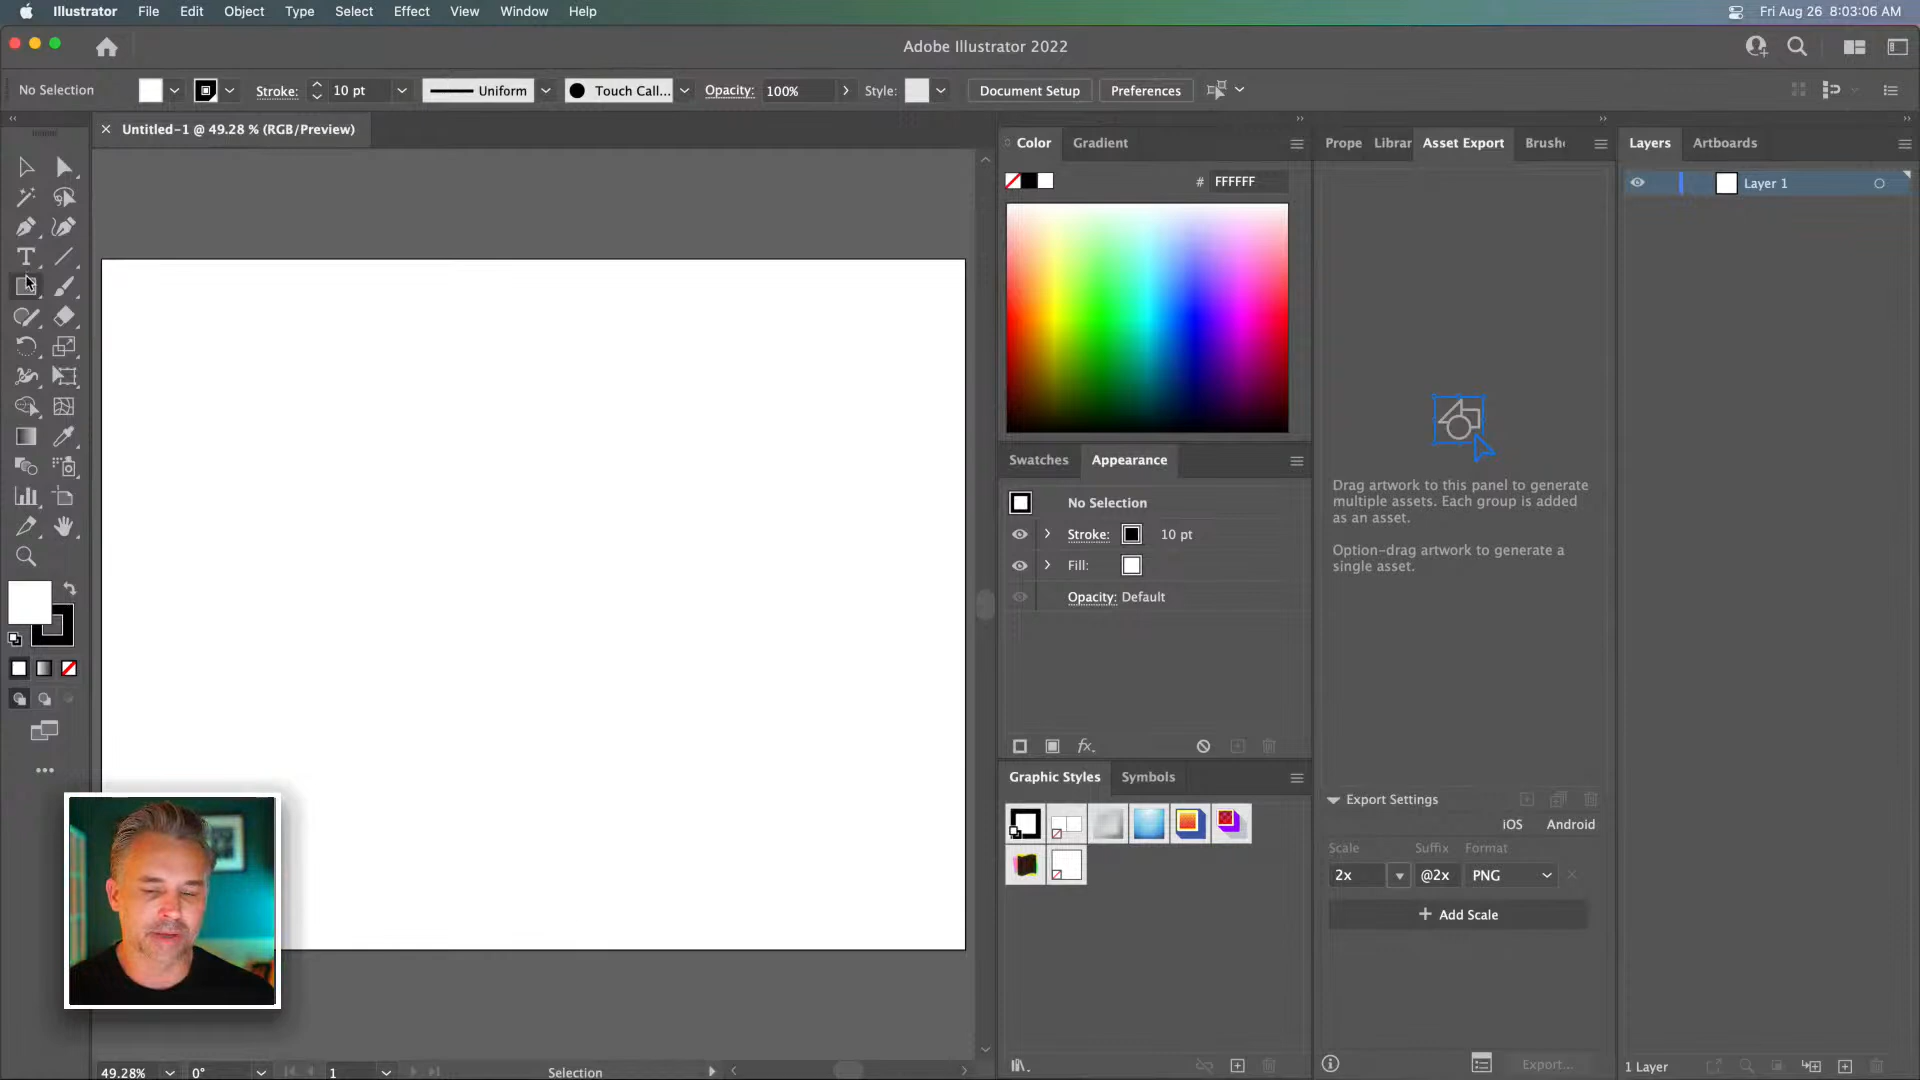 Illustrator File Edit Object Type Select Effect View Window Help Fri Aug 26 8:03:06 AM
Adobe Illustrator 2022
No Selection Stroke: 10 pt Uniform Touch Call... Opacity: 100% Style: Document Setup Preferences
Untitled-1 @ 49.28 % (RGB/Preview)
Color Gradient
# FFFFFF
Swatches Appearance
No Selection
Stroke: 10 pt
Fill:
Opacity: Default
fx.
Graphic Styles Symbols
Prope Librar Asset Export Brushe
Drag artwork to this panel to generate
multiple assets. Each group is added
as an asset.
Option-drag artwork to generate a
single asset.
Export Settings
iOS Android
Scale Suffix Format
2x @2x PNG
+ Add Scale
Export...
Layers Artboards
Layer 1
1 Layer
49.28% 0° 1 Selection